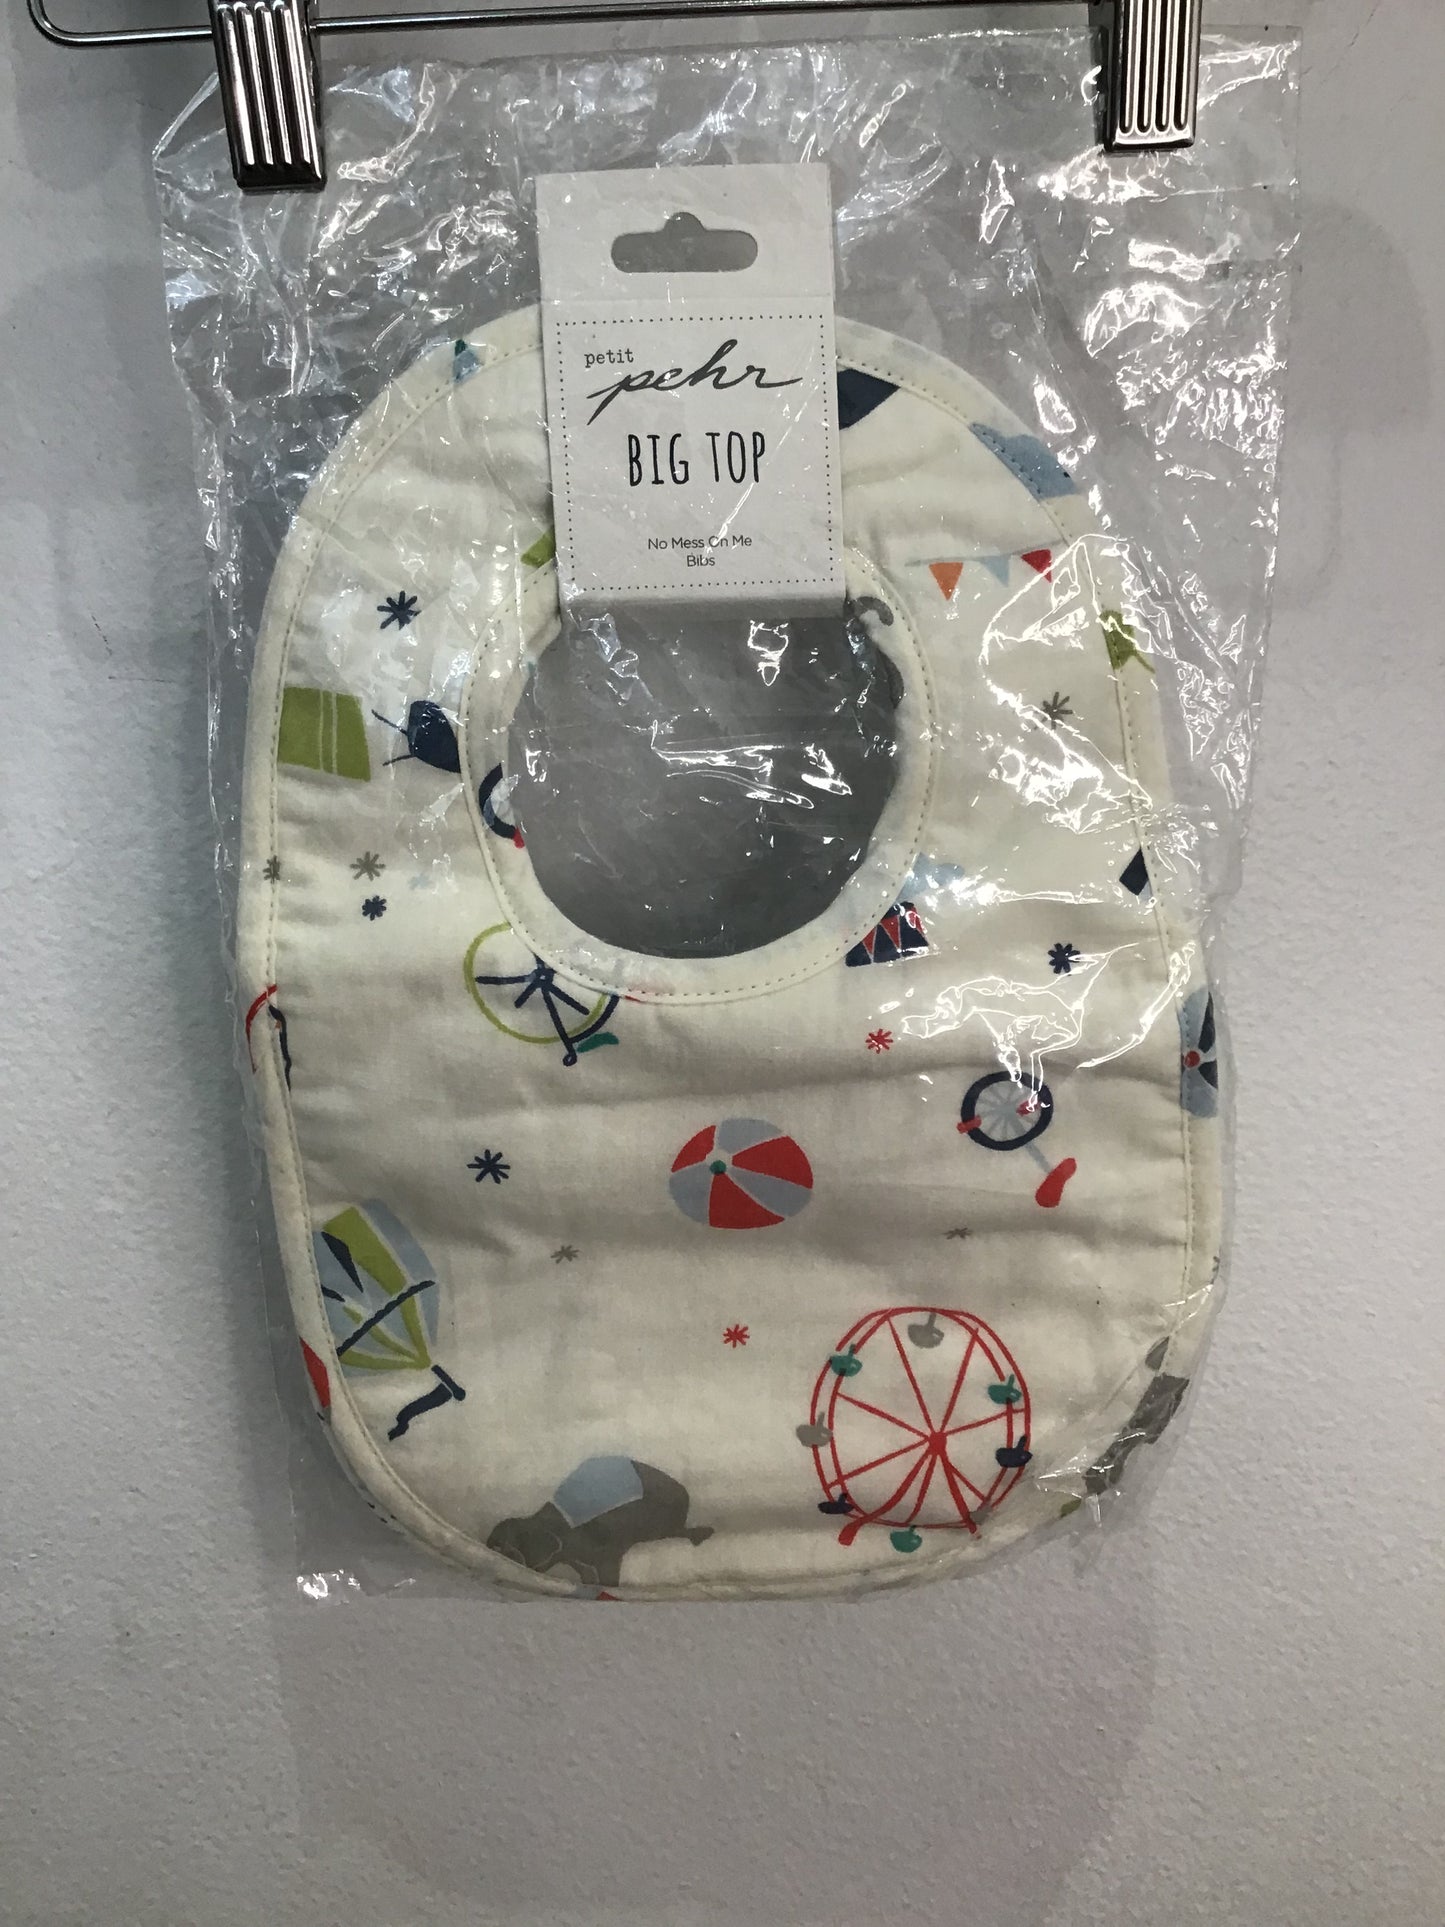 petit
pehr
BIG TOP
No Mess On Me
Bibs